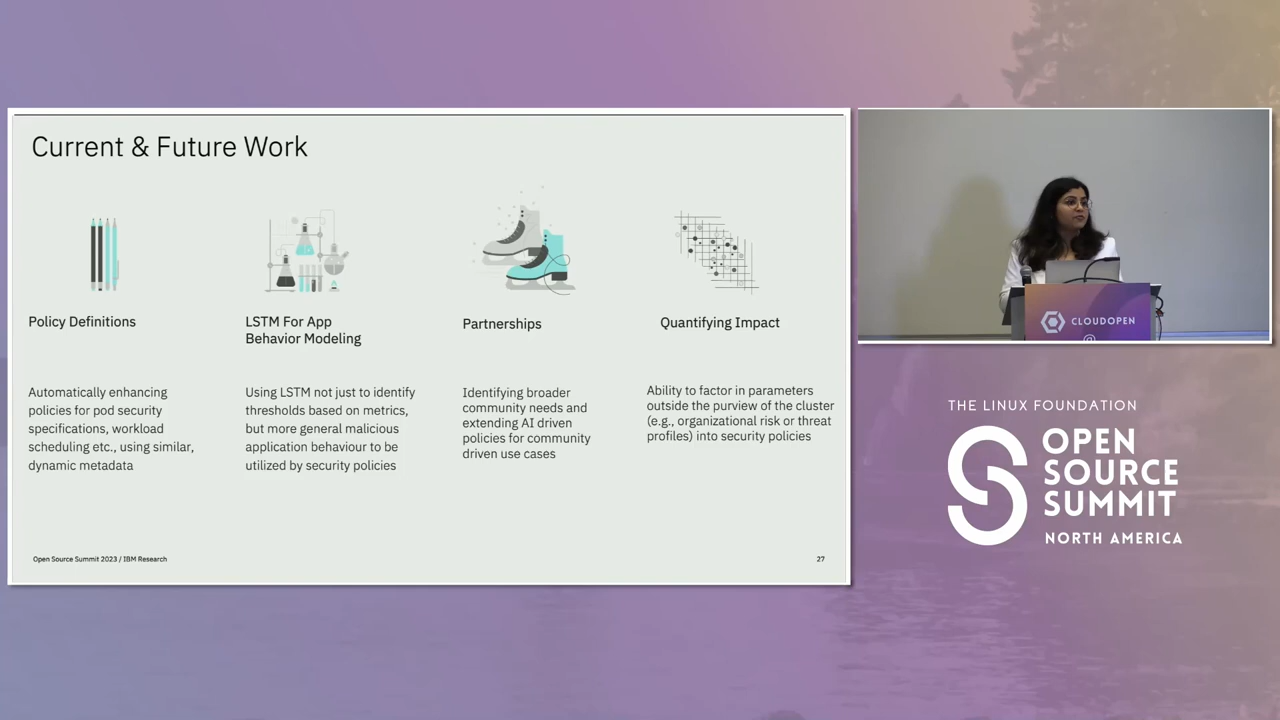 Current & Future Work
Policy Definitions
Automatically enhancing
policies for pod security
specifications, workload
scheduling etc., using similar,
dynamic metadata
LSTM For App
Behavior Modeling
Using LSTM not just to identify
thresholds based on metrics,
but more general malicious
application behaviour to be
utilized by security policies
Partnerships
Identifying broader
community needs and
extending AI driven
policies for community
driven use cases
Quantifying Impact
Ability to factor in parameters
outside the purview of the cluster
(e.g., organizational risk or threat
profiles) into security policies
Open Source Summit 2023 / IBM Research
27
CLOUDOPEN
THE LINUX FOUNDATION
OPEN
SOURCE
SUMMIT
NORTH AMERICA